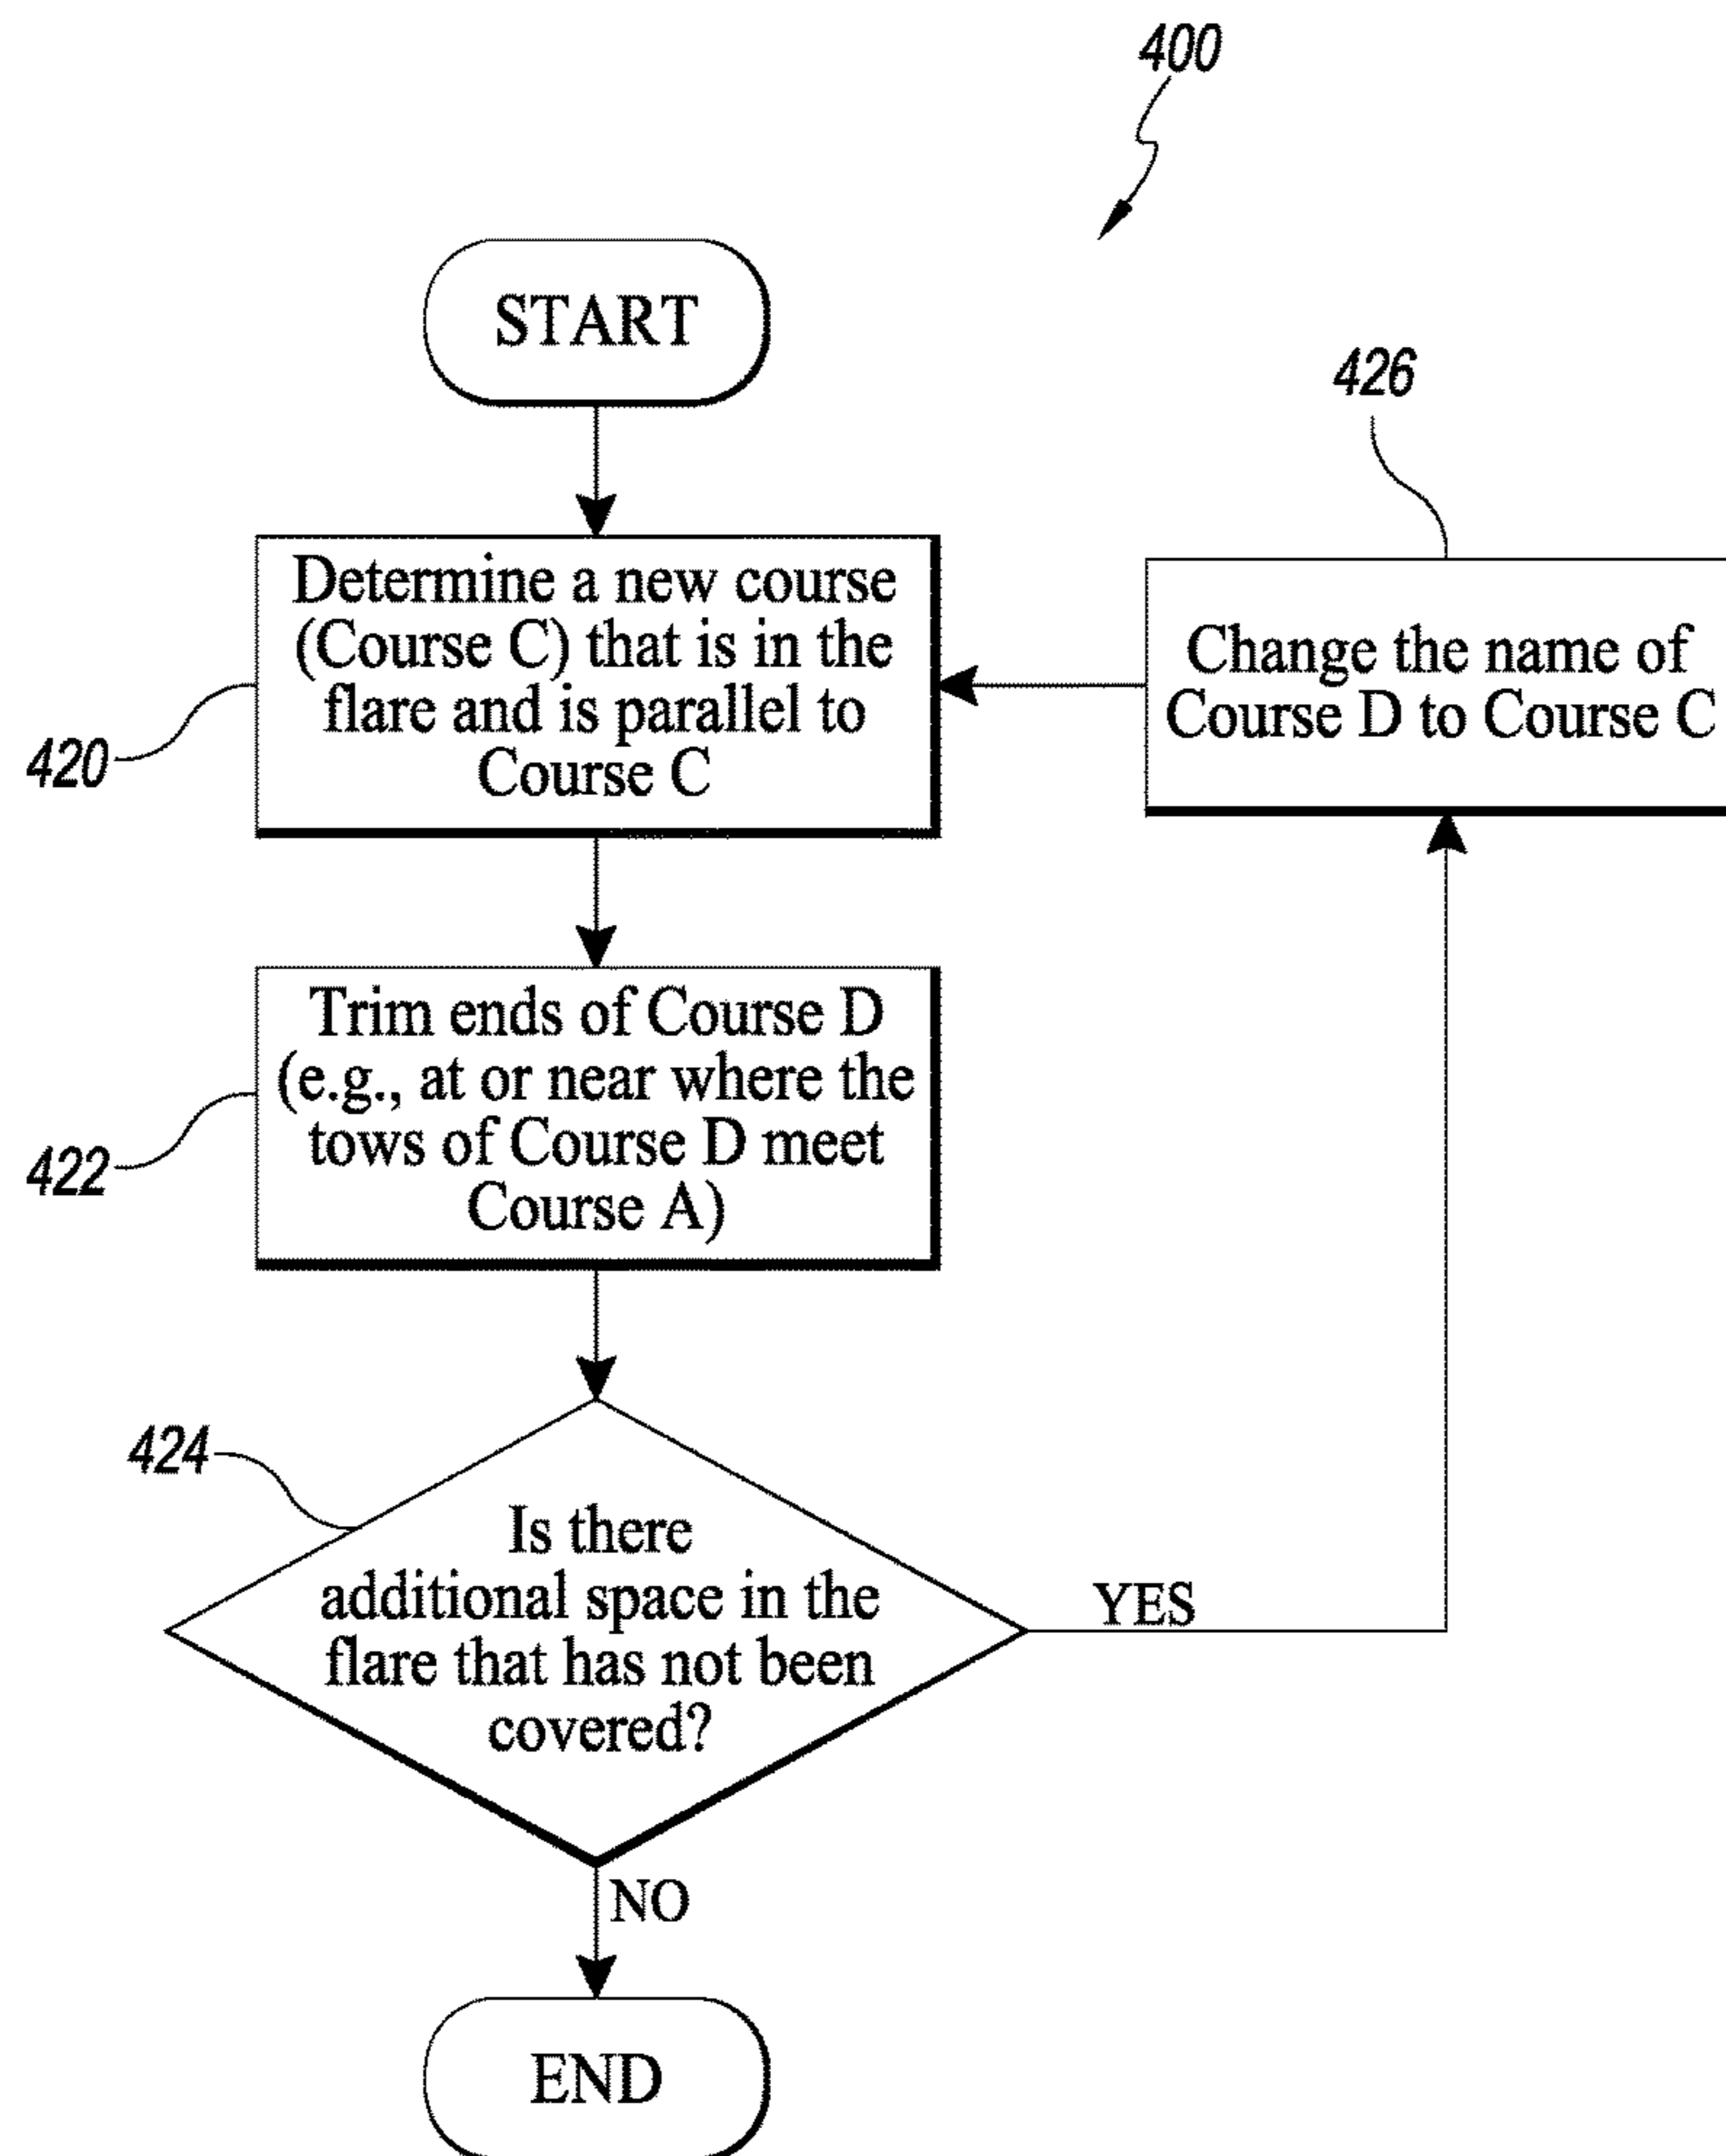 400
START
426
Determine a new course
(Course C) that is in the
flare and is parallel to
Course C
Change the name of
Course D to Course C
420
Trim ends of Course D
(e.g., at or near where the
tows of Course D meet
Course A)
422
424
Is there
additional space in the
flare that has not been
covered?
YES
NO
END